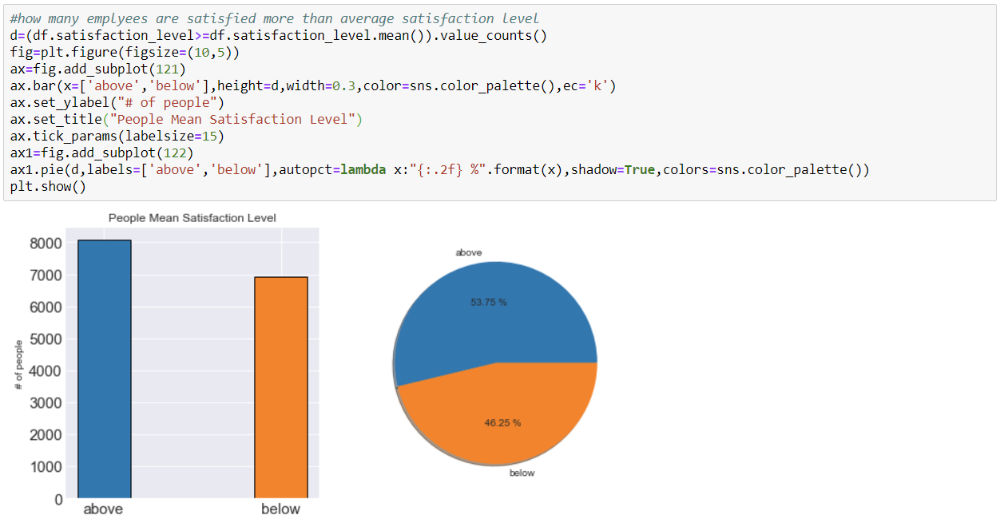 #how many emplyees are satisfied more than average satisfaction level
d=(df.satisfaction_level>=df.satisfaction_level.mean()).value_counts()
fig=plt.figure(figsize=(10,5))
ax=fig.add_subplot(121)
ax.bar(x=['above','below'],height=d,width=0.3,color=sns.color_palette(),ec='k')
ax.set_ylabel("# of people")
ax.set_title("People Mean Satisfaction Level")
ax.tick_params(labelsize=15)
ax1=fig.add_subplot(122)
ax1.pie(d,labels=['above','below'],autopct=lambda x:"{:.2f} %".format(x),shadow=True,colors=sns.color_palette())
plt.show()
People Mean Satisfaction Level
8000
7000
6000
5000
4000
3000
2000
1000
0
# of people
above
below
above
53.75 %
46.25 %
below